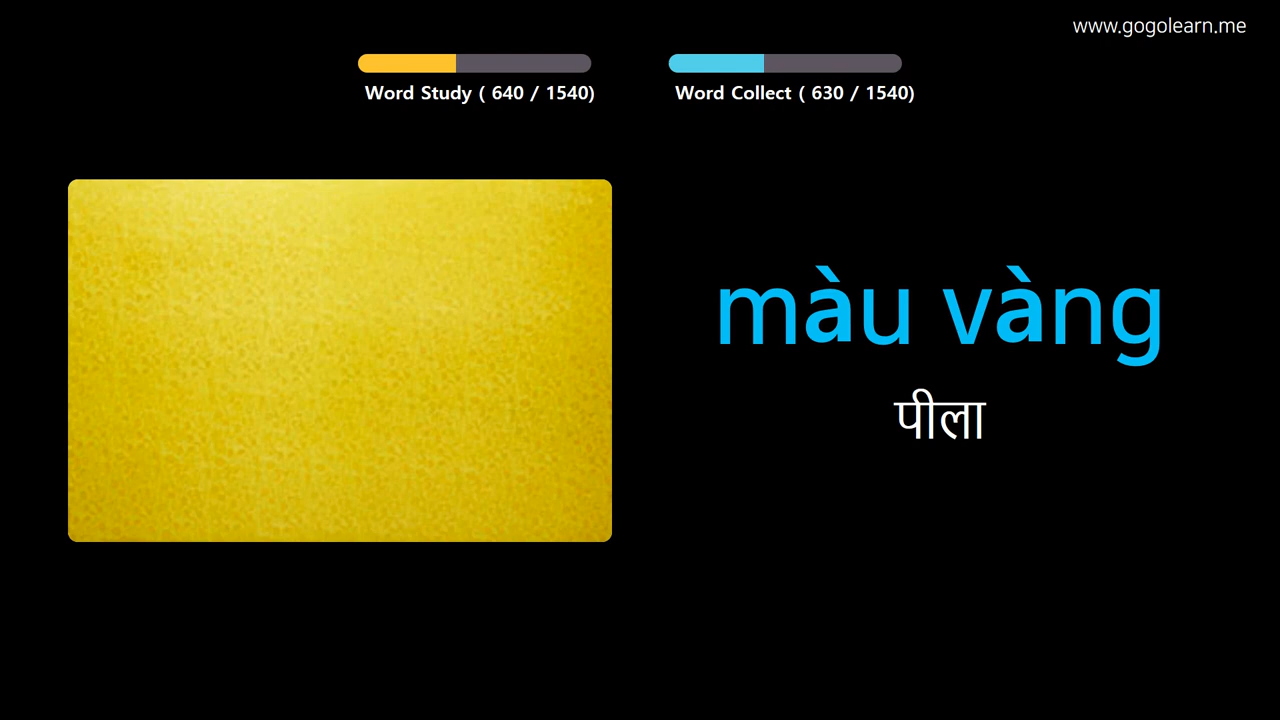 www.gogolearn.me
Word Study ( 640 / 1540)
Word Collect ( 630 / 1540)
màu vàng
पीला